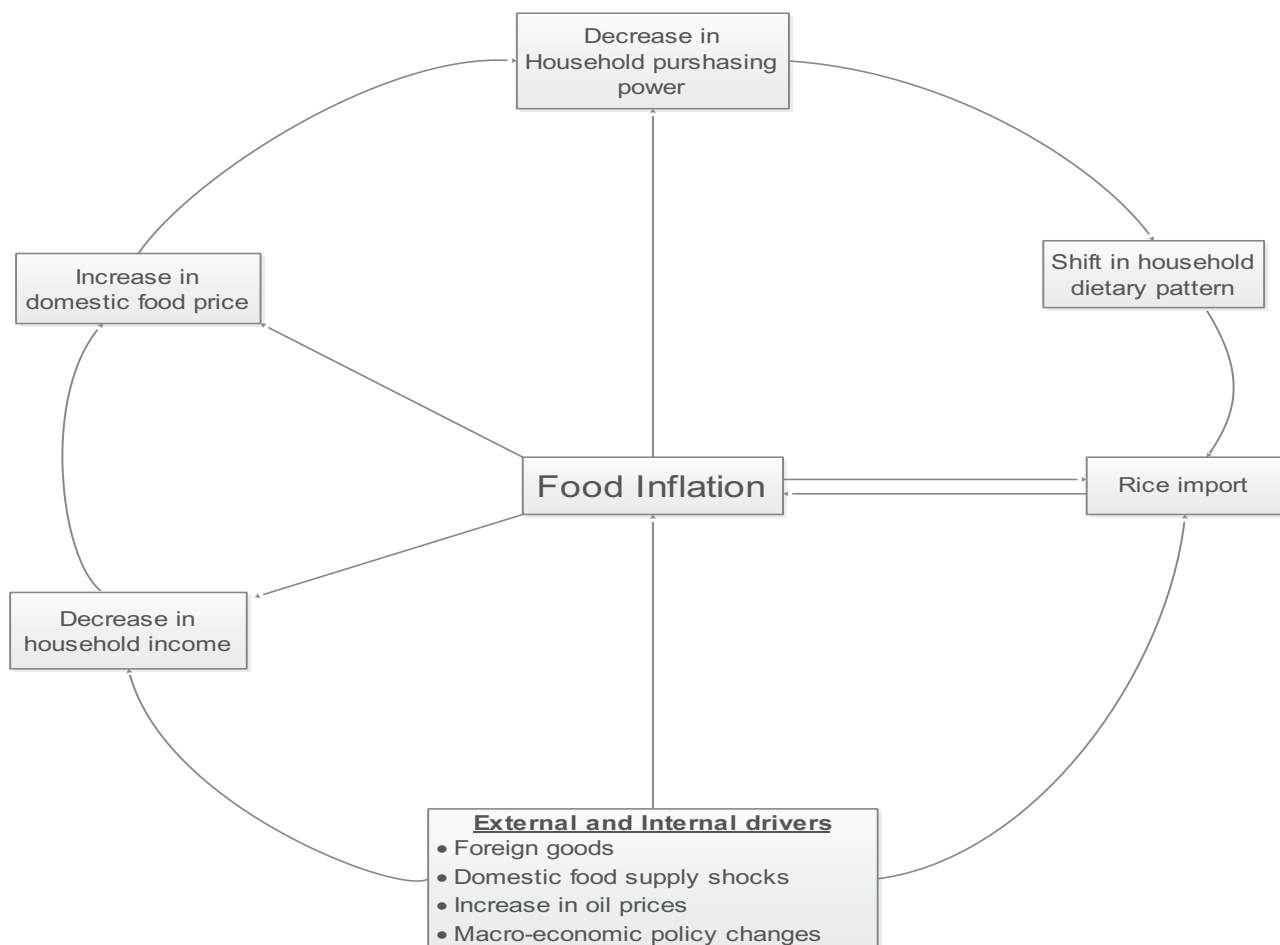 Decrease in
Household purshasing
power
Increase in
domestic food price
Shift in household
dietary pattern
Food Inflation
Rice import
Decrease in
household income
External and Internal drivers
• Foreign goods
• Domestic food supply shocks
• Increase in oil prices
• Macro-economic policy changes